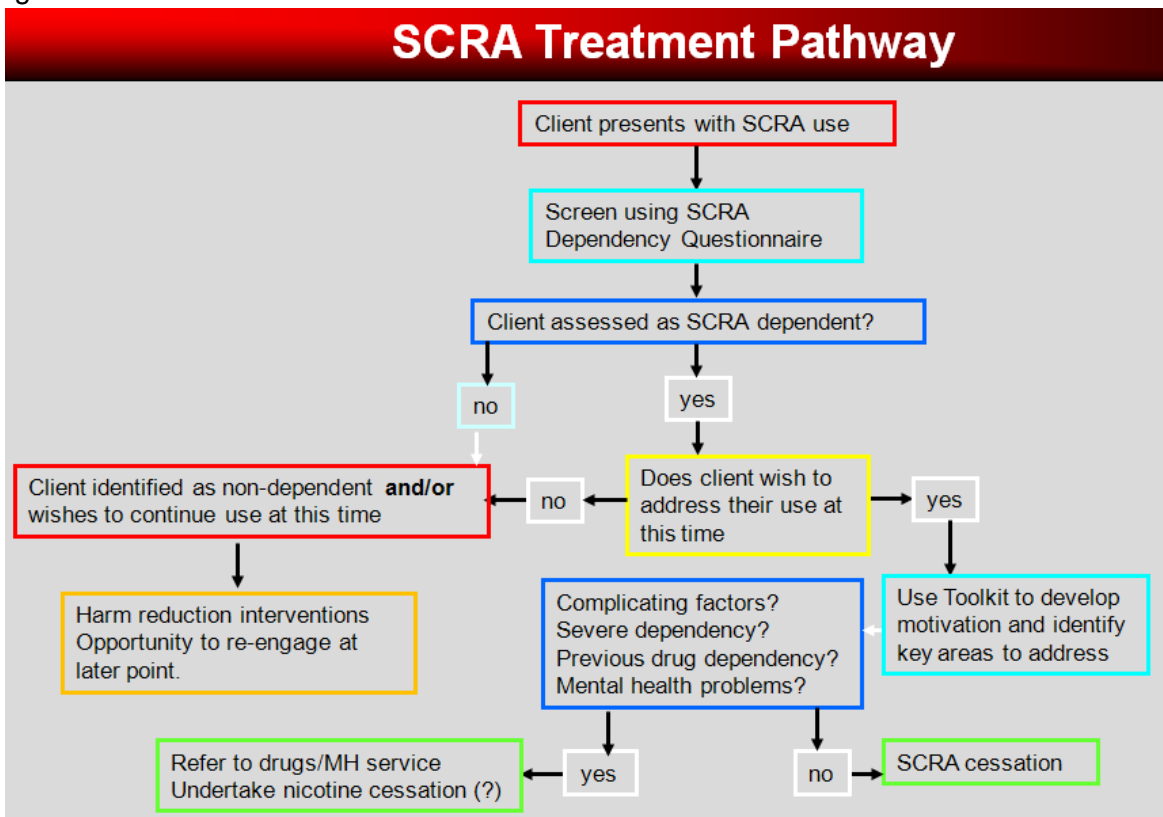 SCRA Treatment Pathway
Client presents with SCRA use
Screen using SCRA
Dependency Questionnaire
Client assessed as SCRA dependent?
no
yes
Client identified as non-dependent and/or
wishes to continue use at this time
no
Does client wish to
address their use at
this time
yes
Harm reduction interventions
Opportunity to re-engage at
later point.
Complicating factors?
Severe dependency?
Previous drug dependency?
Mental health problems?
Use Toolkit to develop
motivation and identify
key areas to address
Refer to drugs/MH service
Undertake nicotine cessation (?)
yes
no
SCRA cessation